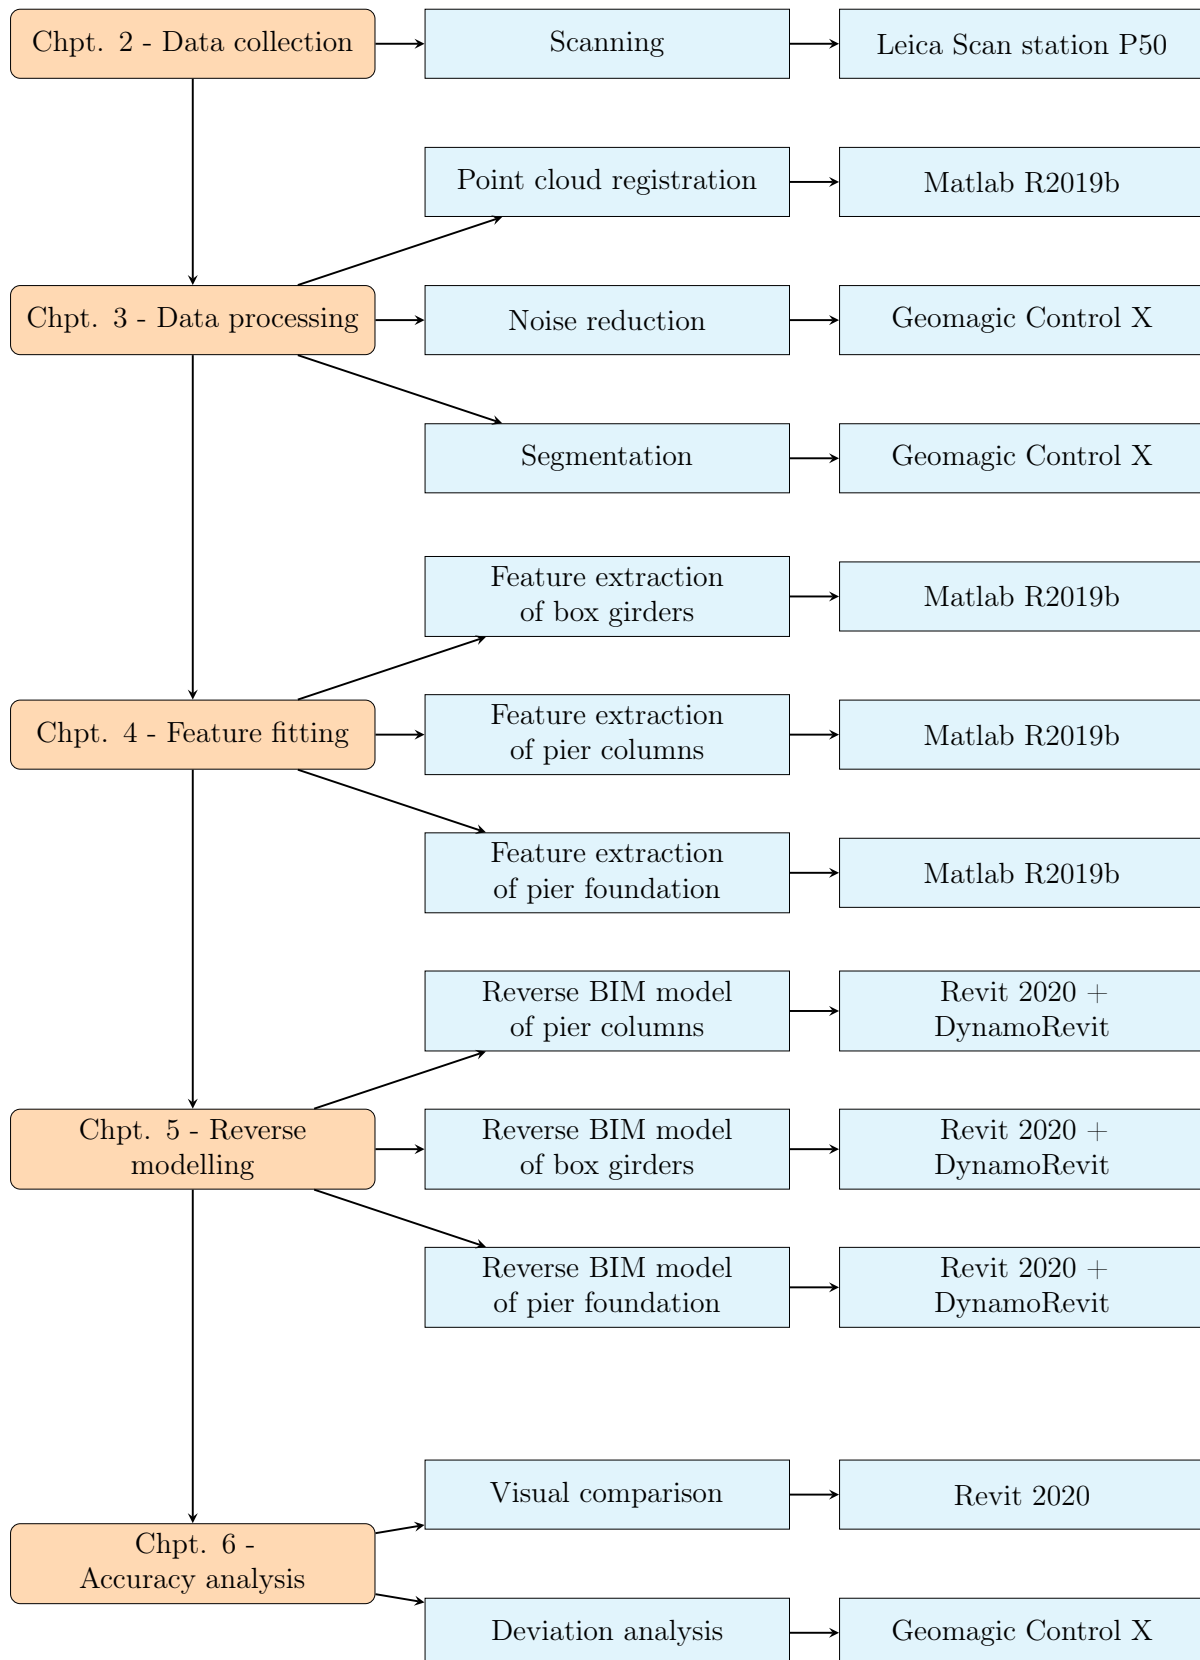 Chpt. 2 - Data collection
Scanning
Leica Scan station P50
Point cloud registration
Matlab R2019b
Chpt. 3 - Data processing
Noise reduction
Geomagic Control X
Segmentation
Geomagic Control X
Feature extraction
of box girders
Matlab R2019b
Chpt. 4 - Feature fitting
Feature extraction
of pier columns
Matlab R2019b
Feature extraction
of pier foundation
Matlab R2019b
Reverse BIM model
of pier columns
Revit 2020 +
DynamoRevit
Chpt. 5 - Reverse
modelling
Reverse BIM model
of box girders
Revit 2020 +
DynamoRevit
Reverse BIM model
of pier foundation
Revit 2020 +
DynamoRevit
Visual comparison
Revit 2020
Chpt. 6 -
Accuracy analysis
Deviation analysis
Geomagic Control X